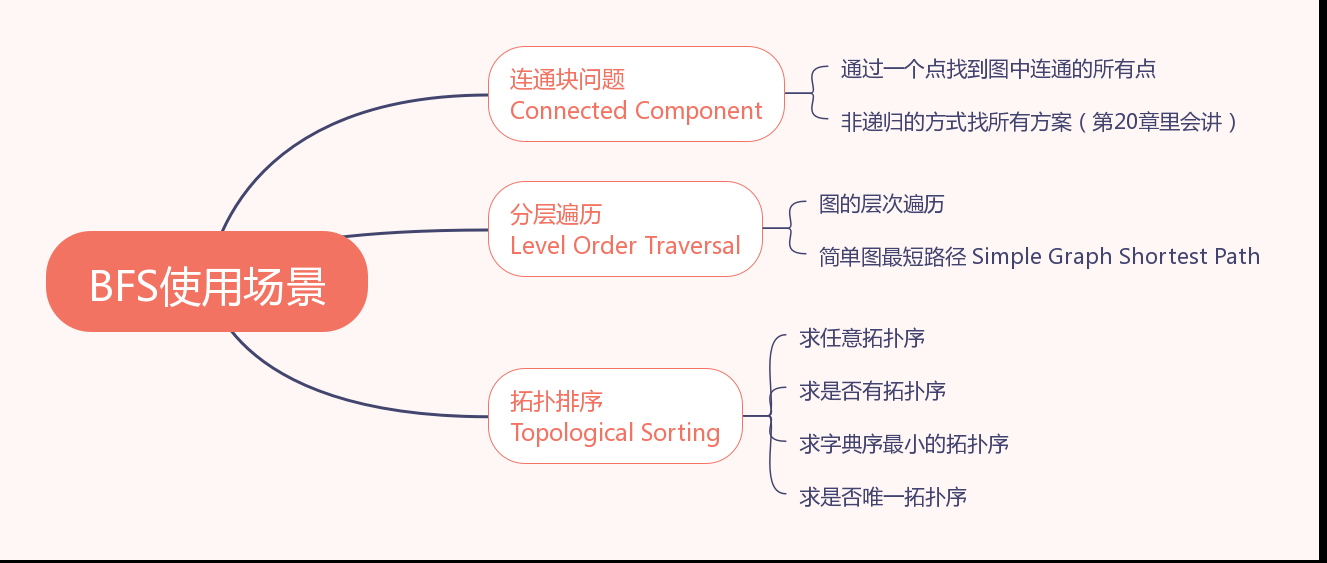 BFS使用场景
连通块问题
Connected Component
通过一个点找到图中连通的所有点
非递归的方式找所有方案（第20章里会讲）
分层遍历
Level Order Traversal
图的层次遍历
简单图最短路径 Simple Graph Shortest Path
拓扑排序
Topological Sorting
求任意拓扑序
求是否有拓扑序
求字典序最小的拓扑序
求是否唯一拓扑序